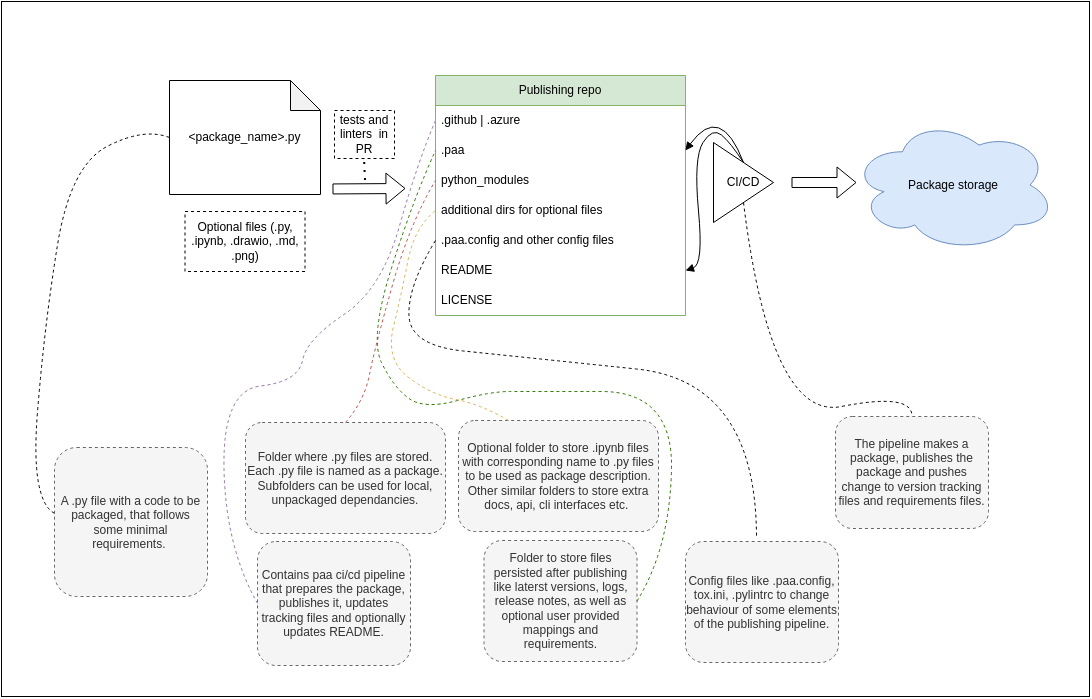 <package_name>.py
Optional files (.py,
.ipynb, .drawio, .md,
.png)
tests and
linters in
PR
Publishing repo
.github | .azure
.paa
python_modules
additional dirs for optional files
.paa.config and other config files
README
LICENSE
CI/CD
Package storage
A .py file with a code to be
packaged, that follows
some minimal
requirements.
Folder where .py files are stored.
Each .py file is named as a package.
Subfolders can be used for local,
unpackaged dependancies.
Optional folder to store .ipynb files
with corresponding name to .py files
to be used as package description.
Other similar folders to store extra
docs, api, cli interfaces etc.
The pipeline makes a
package, publishes the
package and pushes
change to version tracking
files and requirements files.
Contains paa ci/cd pipeline
that prepares the package,
publishes it, updates
tracking files and optionally
updates README.
Folder to store files
persisted after publishing
like laterst versions, logs,
release notes, as well as
optional user provided
mappings and
requirements.
Config files like .paa.config,
tox.ini, .pylintrc to change
behaviour of some elements
of the publishing pipeline.